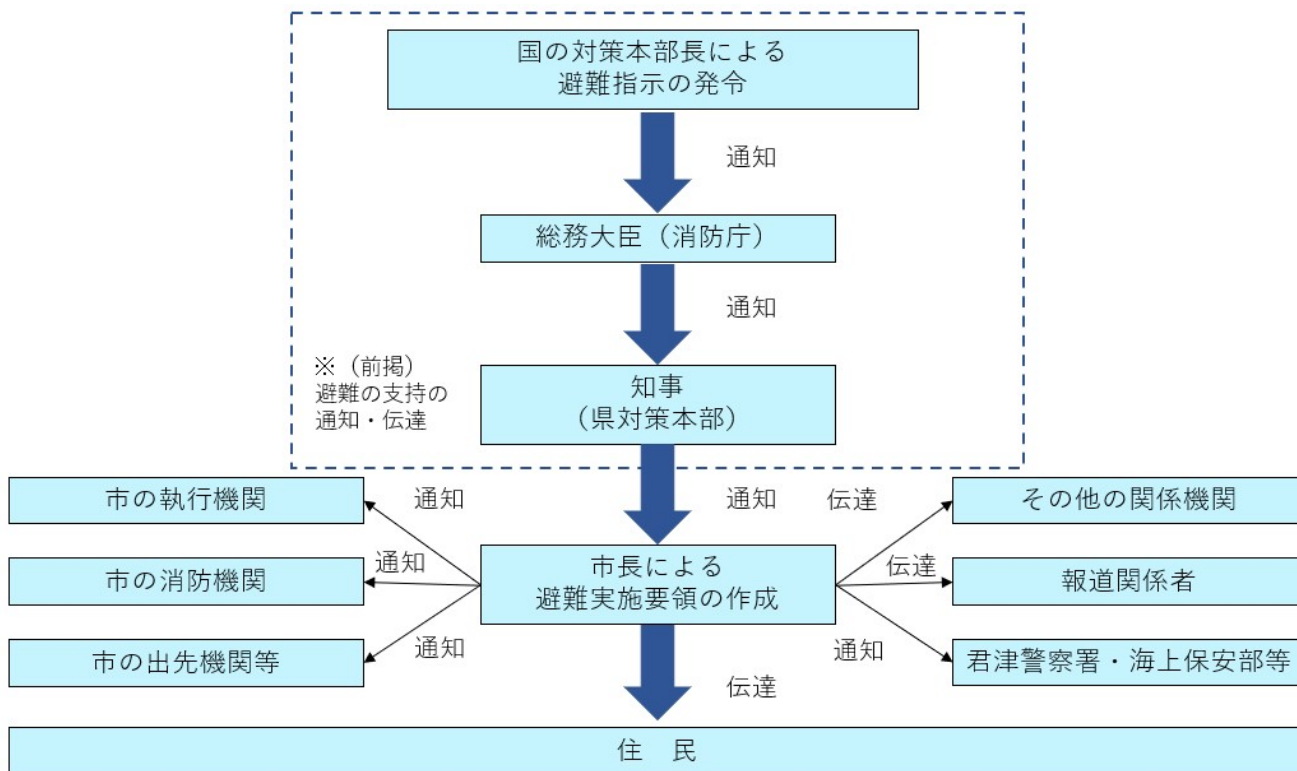 国の対策本部長による
避難指示の発令
通知
総務大臣（消防庁）
通知
※（前掲）
避難の支持の
通知・伝達
知事
（県対策本部）
市の執行機関
通知
通知
伝達
その他の関係機関
市の消防機関
通知
市長による
避難実施要領の作成
伝達
報道関係者
市の出先機関等
通知
通知
君津警察署・海上保安部等
伝達
住　民